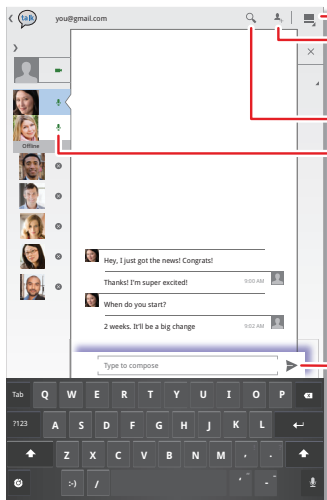 talk you@gmail.com
Offline
Hey, I just got the news! Congrats!
Thanks! I'm super excited! 9:00 AM
When do you start?
2 weeks. It'll be a big change 9:02 AM
Type to compose
Tab Q W E R T Y U I O P
?123 A S D F G H J K L
Z X C V B N M , .
:-) / ' " - _